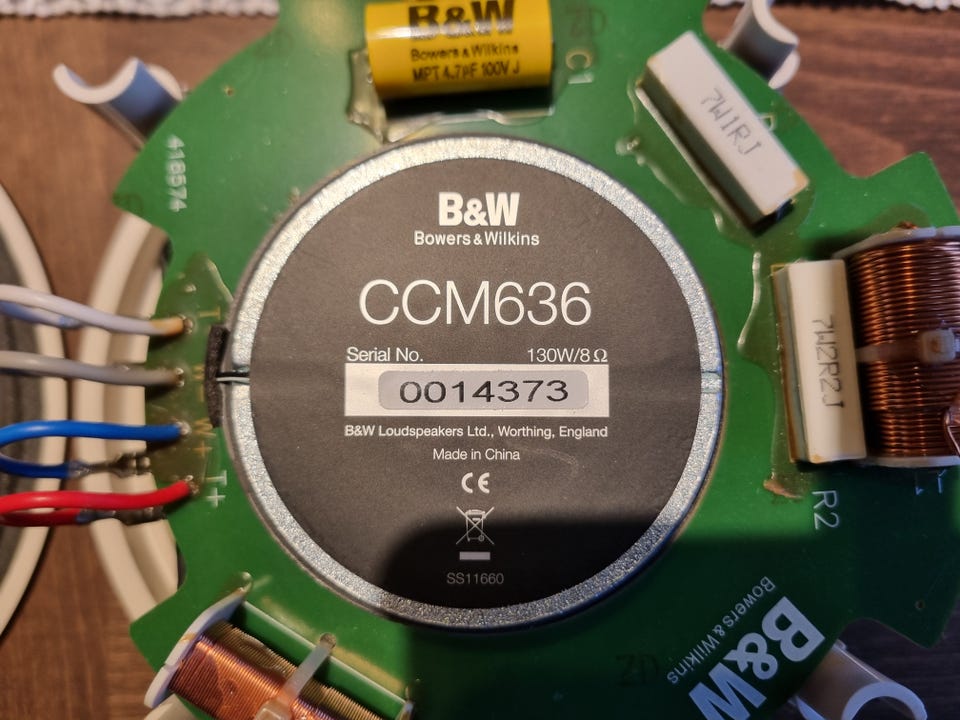 B&W
Bowers & Wilkins
MPT 4.7µF 100V J
C1
7W1RJ
418574
B&W
Bowers & Wilkins
CCM636
Serial No. 130W/8 Ω
0014373
B&W Loudspeakers Ltd., Worthing, England
Made in China
CE
SS11660
7W2R2J
T-
W+
T+
R2
L1
ZD
Bowers & Wilkins
B&W